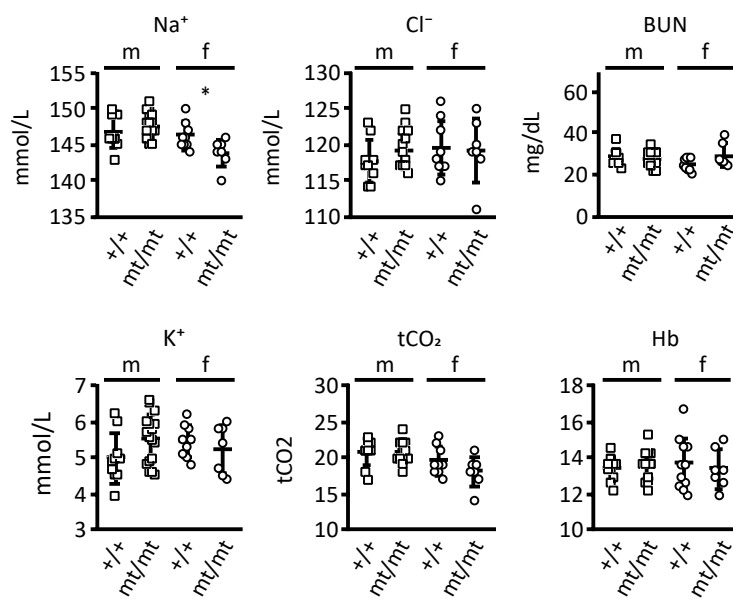 Na⁺
m f
mmol/L
155
150
145
140
135
*
+/+ mt/mt +/+ mt/mt
Cl⁻
m f
mmol/L
130
125
120
115
110
+/+ mt/mt +/+ mt/mt
BUN
m f
mg/dL
60
40
20
0
+/+ mt/mt +/+ mt/mt
K⁺
m f
mmol/L
7
6
5
4
3
+/+ mt/mt +/+ mt/mt
tCO₂
m f
tCO2
30
25
20
15
10
+/+ mt/mt +/+ mt/mt
Hb
m f
18
16
14
12
10
+/+ mt/mt +/+ mt/mt